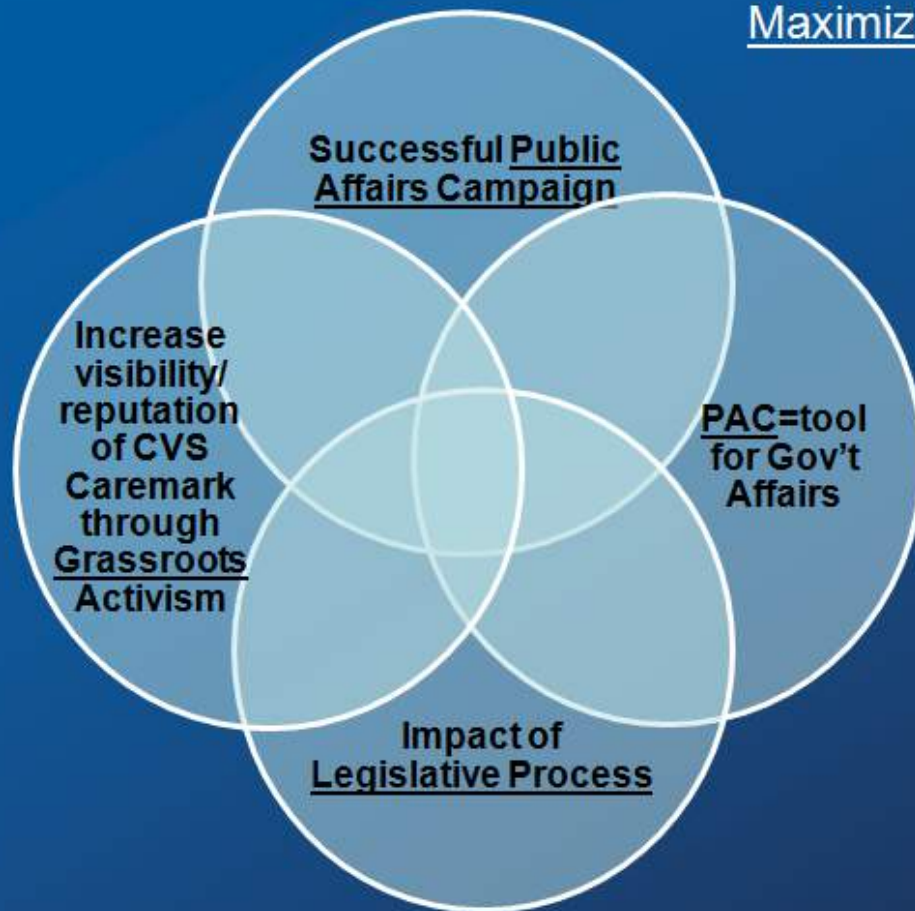 Maximiz
Successful Public
Affairs Campaign
Increase
visibility/
reputation
of CVS
Caremark
through
Grassroots
Activism
PAC=tool
for Gov't
Affairs
Impact of
Legislative Process